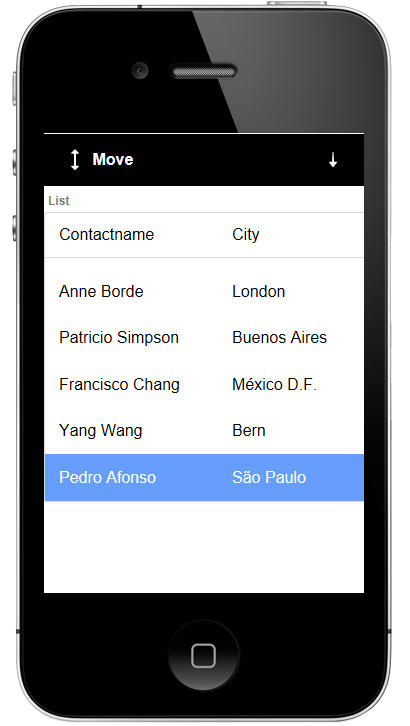 Move
List
Contactname City
Anne Borde London
Patricio Simpson Buenos Aires
Francisco Chang México D.F.
Yang Wang Bern
Pedro Afonso São Paulo